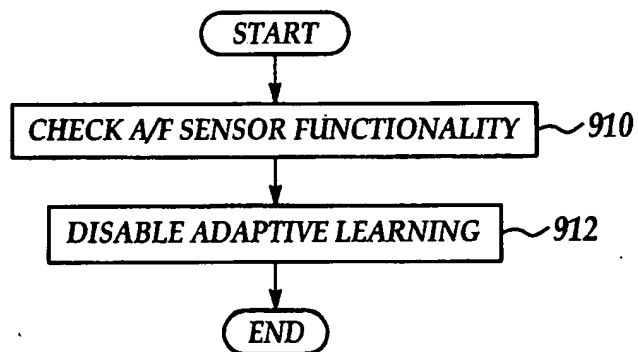 START
CHECK A/F SENSOR FUNCTIONALITY 910
DISABLE ADAPTIVE LEARNING 912
END